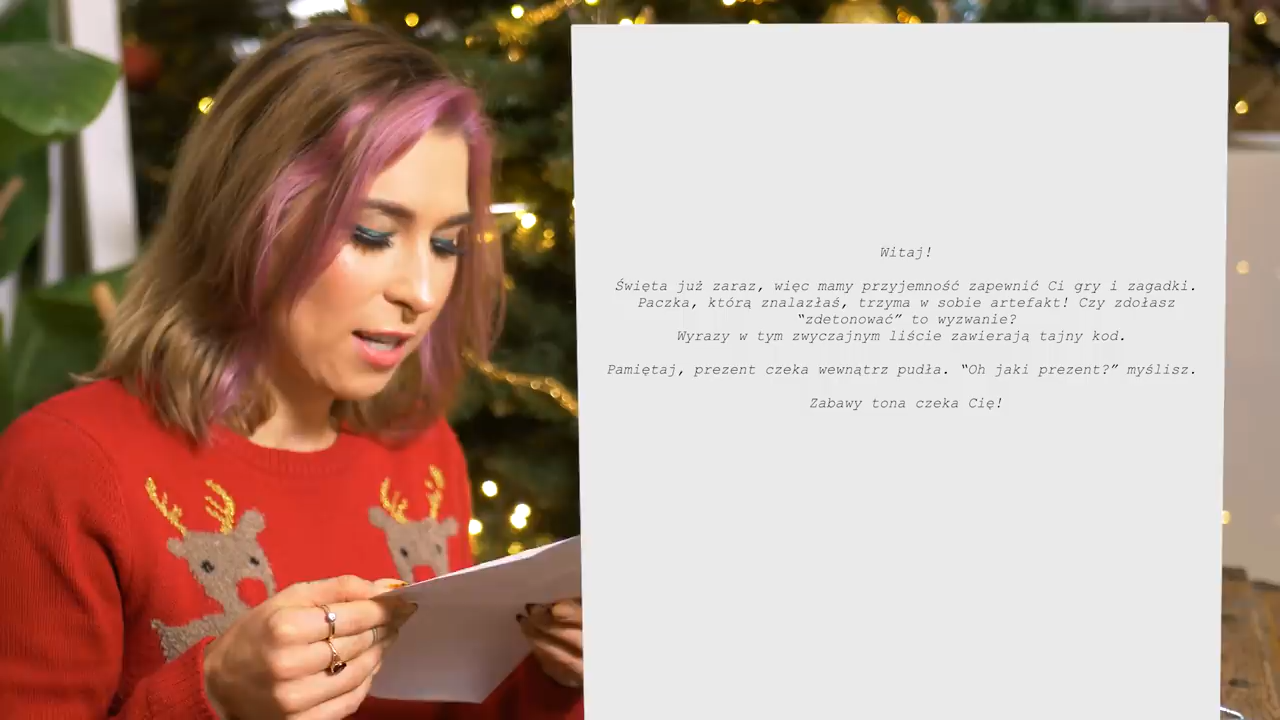 Witaj!
Święta już zaraz, więc mamy przyjemność zapewnić Ci gry i zagadki.
Paczka, którą znalazłaś, trzyma w sobie artefakt! Czy zdołasz
“zdetonować” to wyzwanie?
Wyrazy w tym zwyczajnym liście zawierają tajny kod.
Pamiętaj, prezent czeka wewnątrz pudła. “Oh jaki prezent?” myślisz.
Zabawy tona czeka Cię!